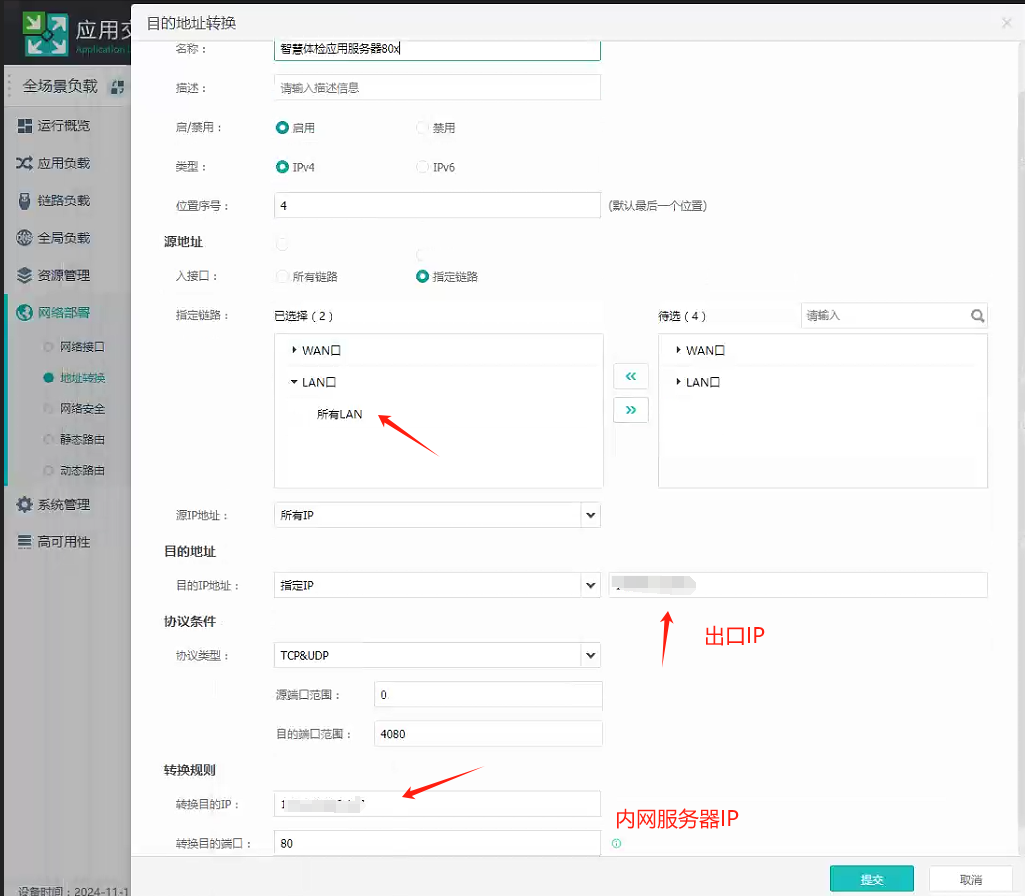 应用交
Application
目的地址转换
全场景负载
运行概览
应用负载
链路负载
全局负载
资源管理
网络部署
网络接口
地址转换
网络安全
静态路由
动态路由
系统管理
高可用性
设备时间：2024-11-1
名称： 智慧体检应用服务器80x
描述： 请输入描述信息
启/禁用： 启用 禁用
类型： IPv4 IPv6
位置序号： 4 (默认最后一个位置)
源地址
入接口： 所有链路 指定链路
指定链路： 已选择（2） 待选（4） 请输入
WAN口 WAN口
LAN口 LAN口
所有LAN
源IP地址： 所有IP
目的地址
目的IP地址： 指定IP
出口IP
协议条件
协议类型： TCP&UDP
源端口范围： 0
目的端口范围： 4080
转换规则
转换目的IP：
内网服务器IP
转换目的端口： 80
提交 取消